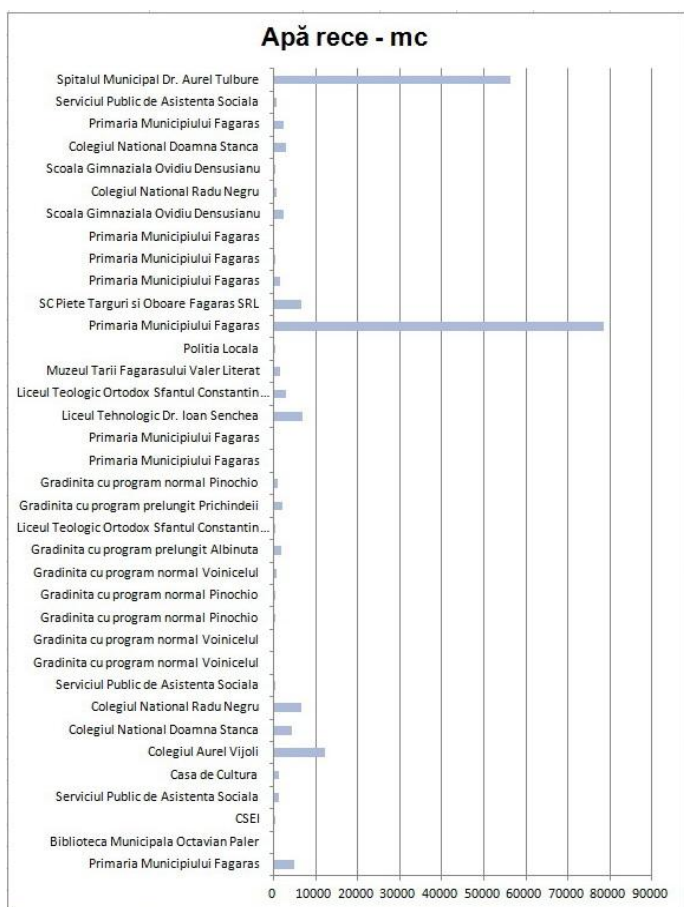 Apă rece - mc
Spitalul Municipal Dr. Aurel Tulbure
Serviciul Public de Asistenta Sociala
Primaria Municipiului Fagaras
Colegiul National Doamna Stanca
Scoala Gimnaziala Ovidiu Densusianu
Colegiul National Radu Negru
Scoala Gimnaziala Ovidiu Densusianu
Primaria Municipiului Fagaras
Primaria Municipiului Fagaras
Primaria Municipiului Fagaras
SC Piete Targuri si Oboare Fagaras SRL
Primaria Municipiului Fagaras
Politia Locala
Muzeul Tarii Fagarasului Valer Literat
Liceul Teologic Ortodox Sfantul Constantin ...
Liceul Tehnologic Dr. Ioan Senchea
Primaria Municipiului Fagaras
Primaria Municipiului Fagaras
Gradinita cu program normal Pinochio
Gradinita cu program prelungit Prichindeii
Liceul Teologic Ortodox Sfantul Constantin ...
Gradinita cu program prelungit Albinuta
Gradinita cu program normal Voinicelul
Gradinita cu program normal Pinochio
Gradinita cu program normal Pinochio
Gradinita cu program normal Voinicelul
Gradinita cu program normal Voinicelul
Serviciul Public de Asistenta Sociala
Colegiul National Radu Negru
Colegiul National Doamna Stanca
Colegiul Aurel Vijoli
Casa de Cultura
Serviciul Public de Asistenta Sociala
CSEI
Biblioteca Municipala Octavian Paler
Primaria Municipiului Fagaras
0 10000 20000 30000 40000 50000 60000 70000 80000 90000